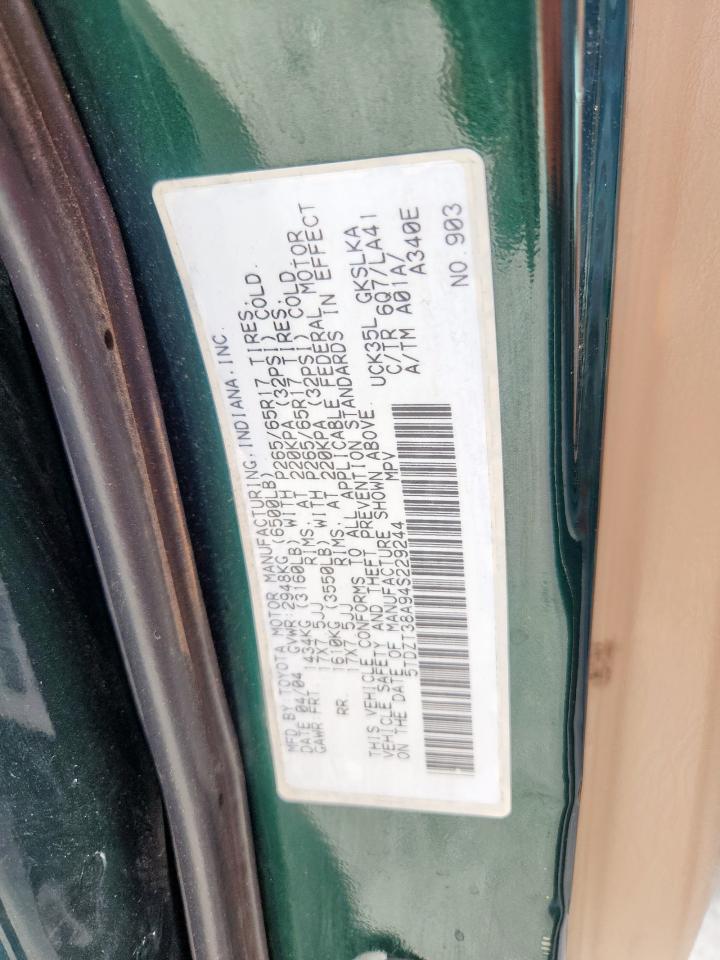 MFD BY TOYOTA MOTOR MANUFACTURING, INDIANA. INC.
DATE 04/04 GVWR: 2948KG (6500LB)
GAWR FRT. 1434KG (3160LB) WITH P265/65R17 TIRES.
17X7.5JJ RIMS. AT 220KPA (32PSI) COLD.
RR. 1610KG (3550LB) WITH P265/65R17 TIRES.
17X7.5JJ RIMS. AT 220KPA (32PSI) COLD
THIS VEHICLE CONFORMS TO ALL APPLICABLE FEDERAL MOTOR
VEHICLE SAFETY AND THEFT PREVENTION STANDARDS IN EFFECT
ON THE DATE OF MANUFACTURE SHOWN ABOVE.
5TDZT38A94S229244 MPV
UCK35L GKSLKA
C/TR 6Q7/LA41
A/TM A01A/
A340E
NO. 903